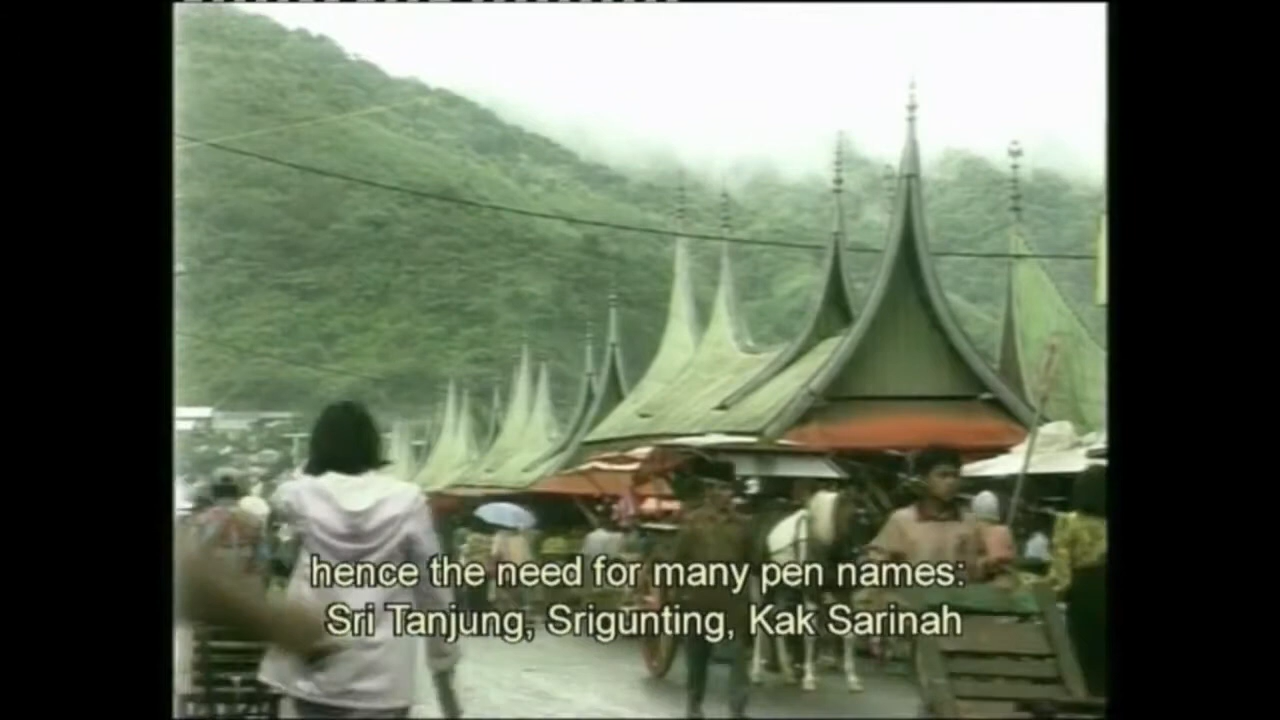 hence the need for many pen names:
Sri Tanjung, Srigunting, Kak Sarinah